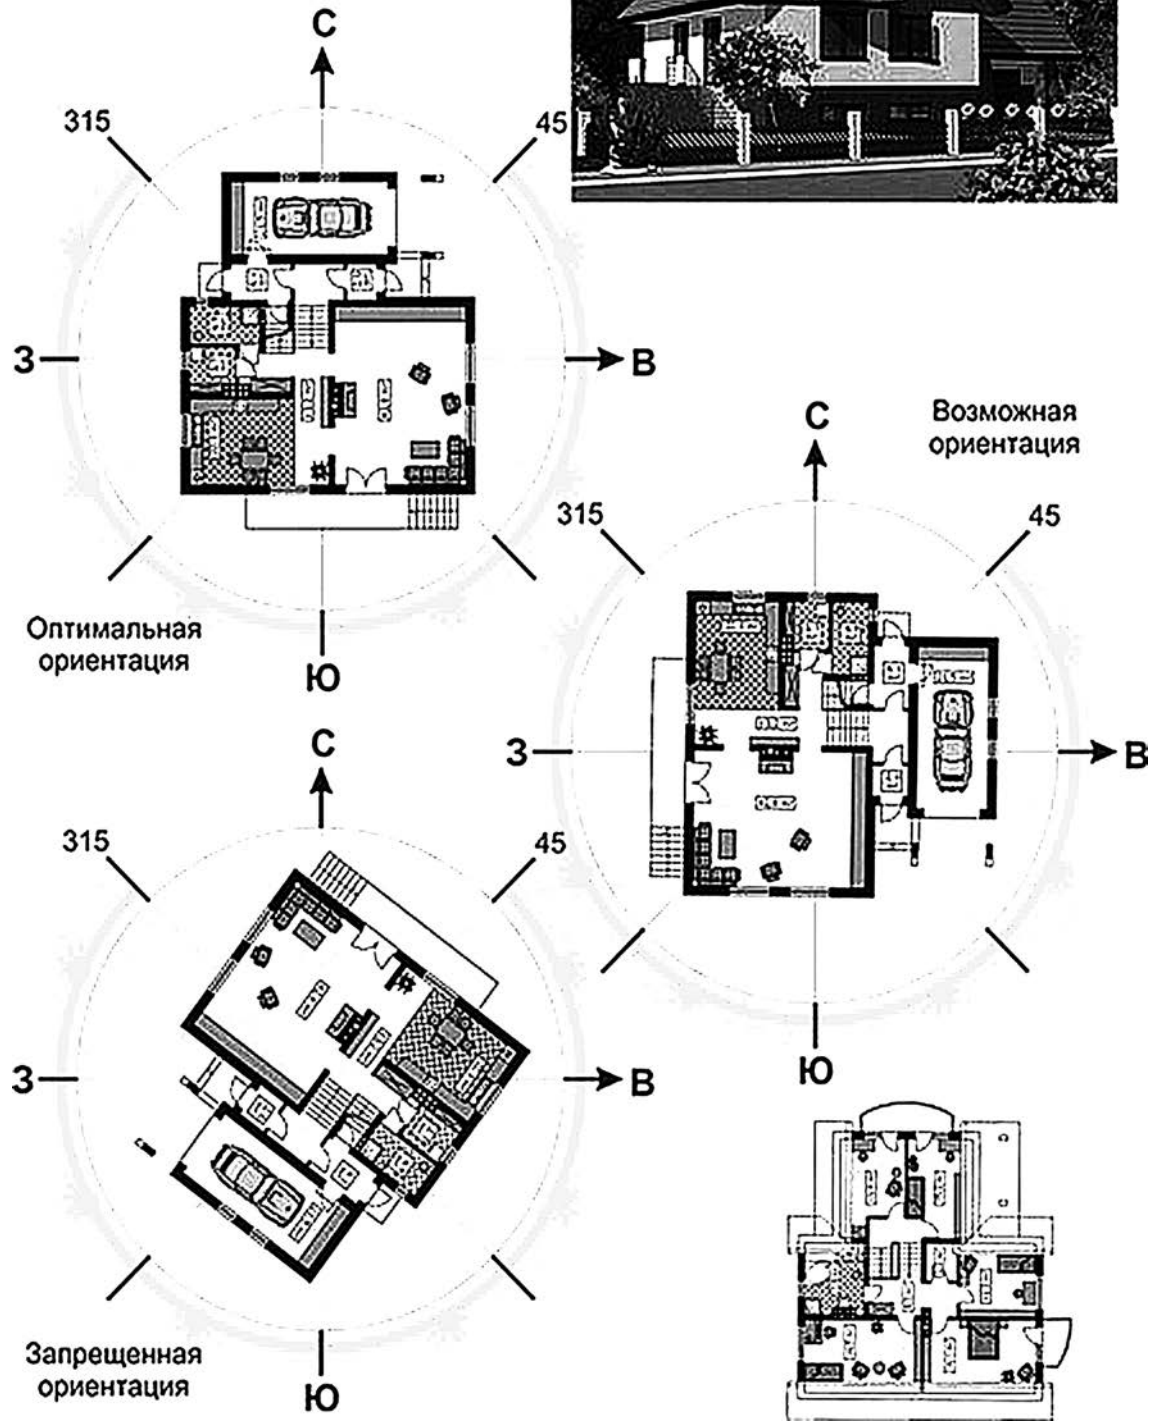 С
315
45
З
В
Оптимальная
ориентация
Ю
Возможная
ориентация
С
315
45
З
В
Ю
С
315
45
З
В
Запрещенная
ориентация
Ю